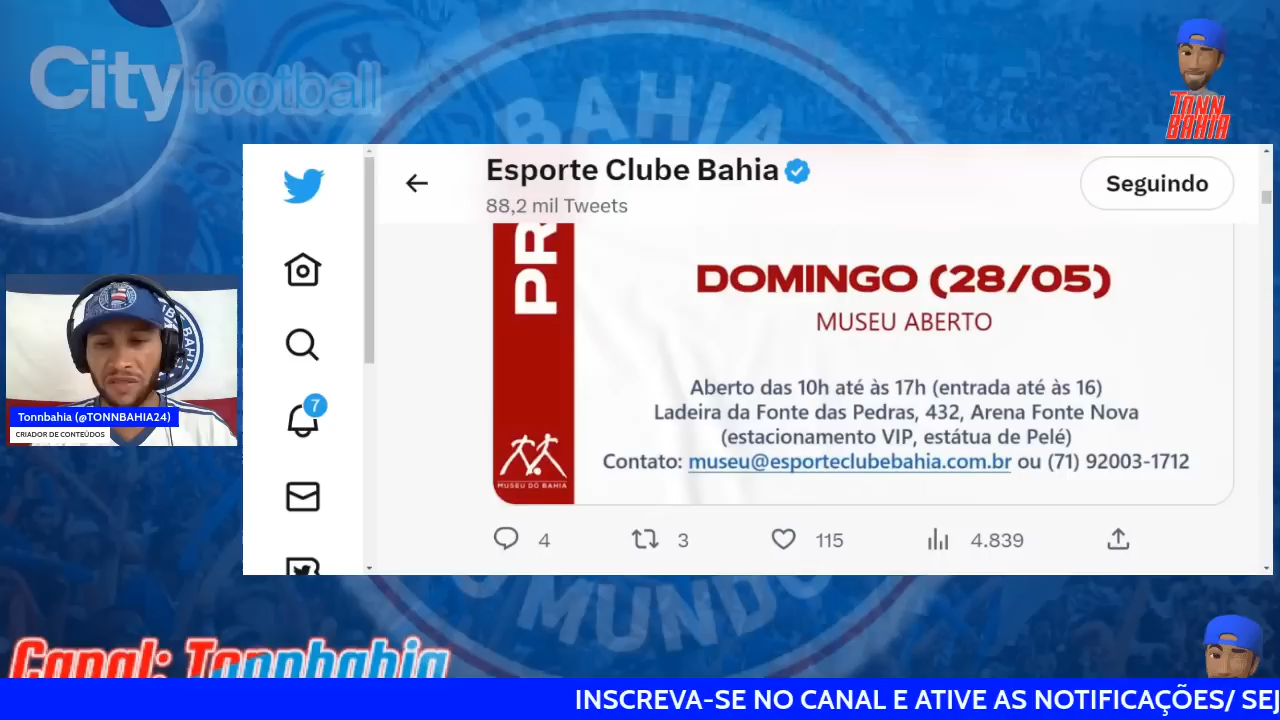 City football
BAHIA
TONN
BAHIA
Esporte Clube Bahia
88,2 mil Tweets
Seguindo
PR
DOMINGO (28/05)
MUSEU ABERTO
Aberto das 10h até às 17h (entrada até às 16)
Ladeira da Fonte das Pedras, 432, Arena Fonte Nova
(estacionamento VIP, estátua de Pelé)
Contato: museu@esporteclubebahia.com.br ou (71) 92003-1712
MUSEU DO BAHIA
7
4
3
115
4.839
Tonnbahia (@TONNBAHIA24)
CRIADOR DE CONTEÚDOS
O MUNDO
Canal: Tonnbahia
INSCREVA-SE NO CANAL E ATIVE AS NOTIFICAÇÕES/ SEJ